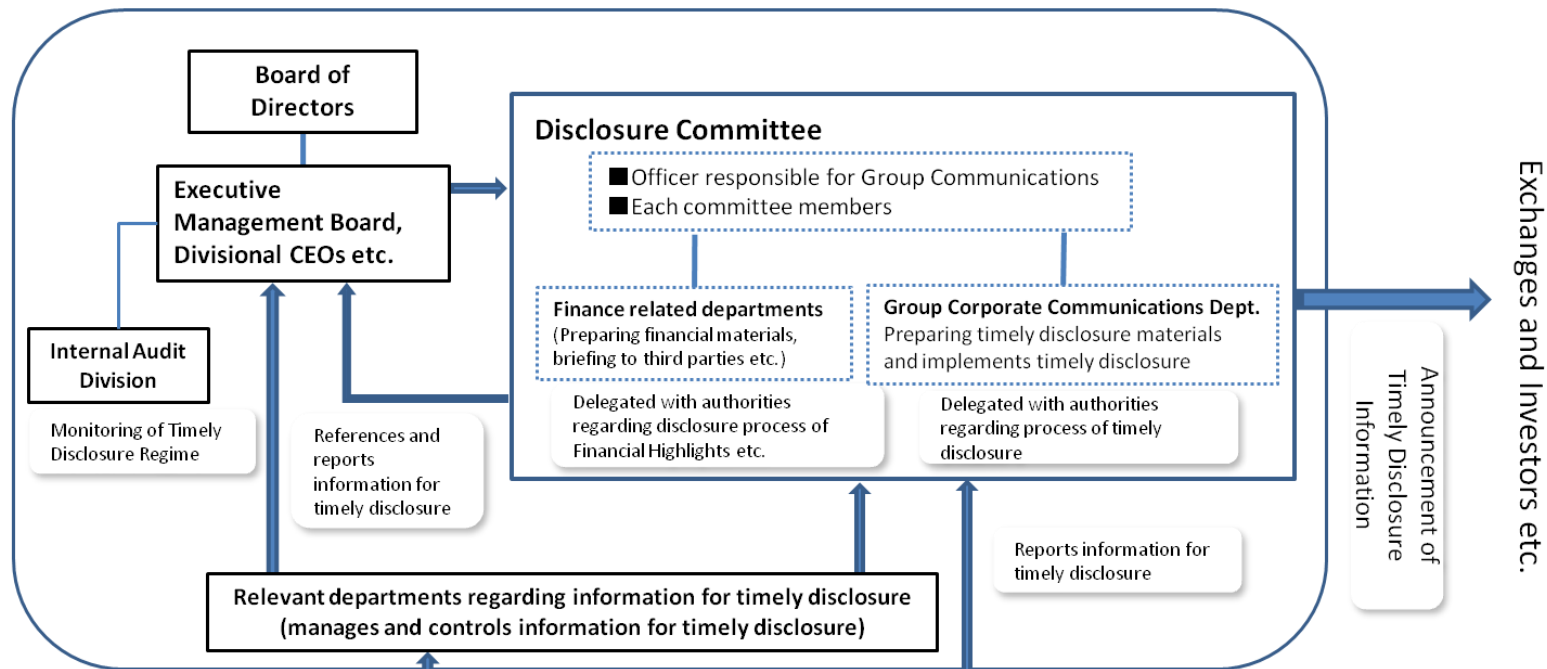 Board of
Directors
Executive
Management Board,
Divisional CEOs etc.
Internal Audit
Division
Monitoring of Timely
Disclosure Regime
References and
reports
information for
timely disclosure
Disclosure Committee
■Officer responsible for Group Communications
■Each committee members
Finance related departments
(Preparing financial materials,
briefing to third parties etc.)
Delegated with authorities
regarding disclosure process of
Financial Highlights etc.
Group Corporate Communications Dept.
Preparing timely disclosure materials
and implements timely disclosure
Delegated with authorities
regarding process of timely
disclosure
Reports information for
timely disclosure
Relevant departments regarding information for timely disclosure
(manages and controls information for timely disclosure)
Announcement of
Timely Disclosure
Information
Exchanges and Investors etc.